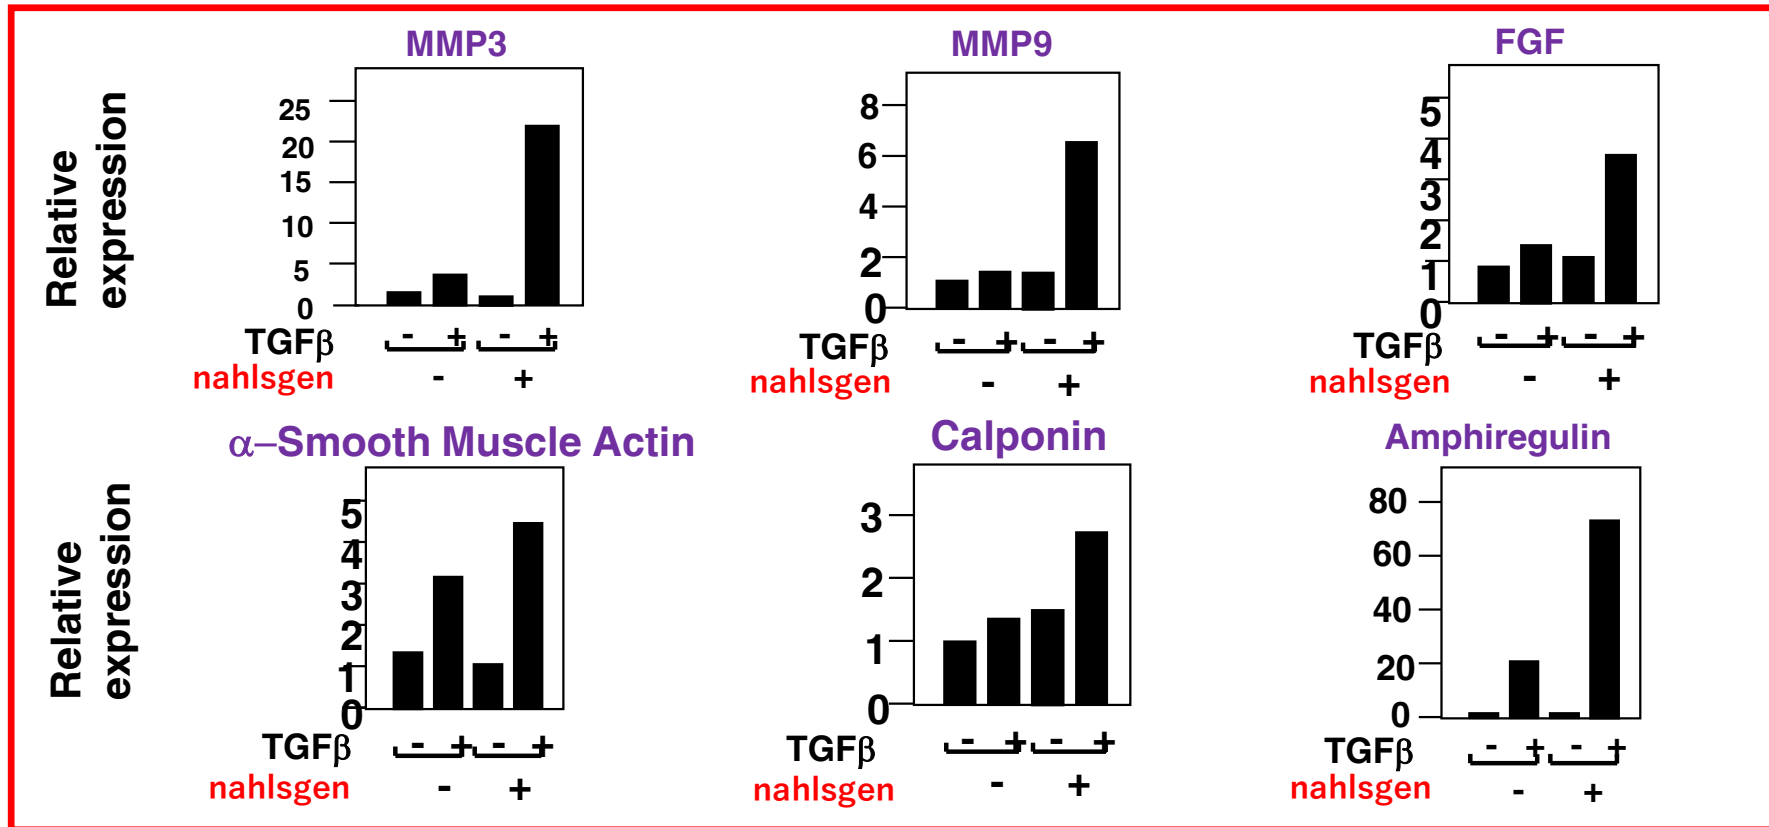 MMP3
MMP9
FGF
Relative
expression
25
20
15
10
5
0
8
6
4
2
0
5
4
3
2
1
0
TGFβ - + - +
nahlsgen - +
TGFβ - + - +
nahlsgen - +
TGFβ - + - +
nahlsgen - +
α–Smooth Muscle Actin
Calponin
Amphiregulin
Relative
expression
5
4
3
2
1
0
3
2
1
0
80
60
40
20
0
TGFβ - + - +
nahlsgen - +
TGFβ - + - +
nahlsgen - +
TGFβ - + - +
nahlsgen - +